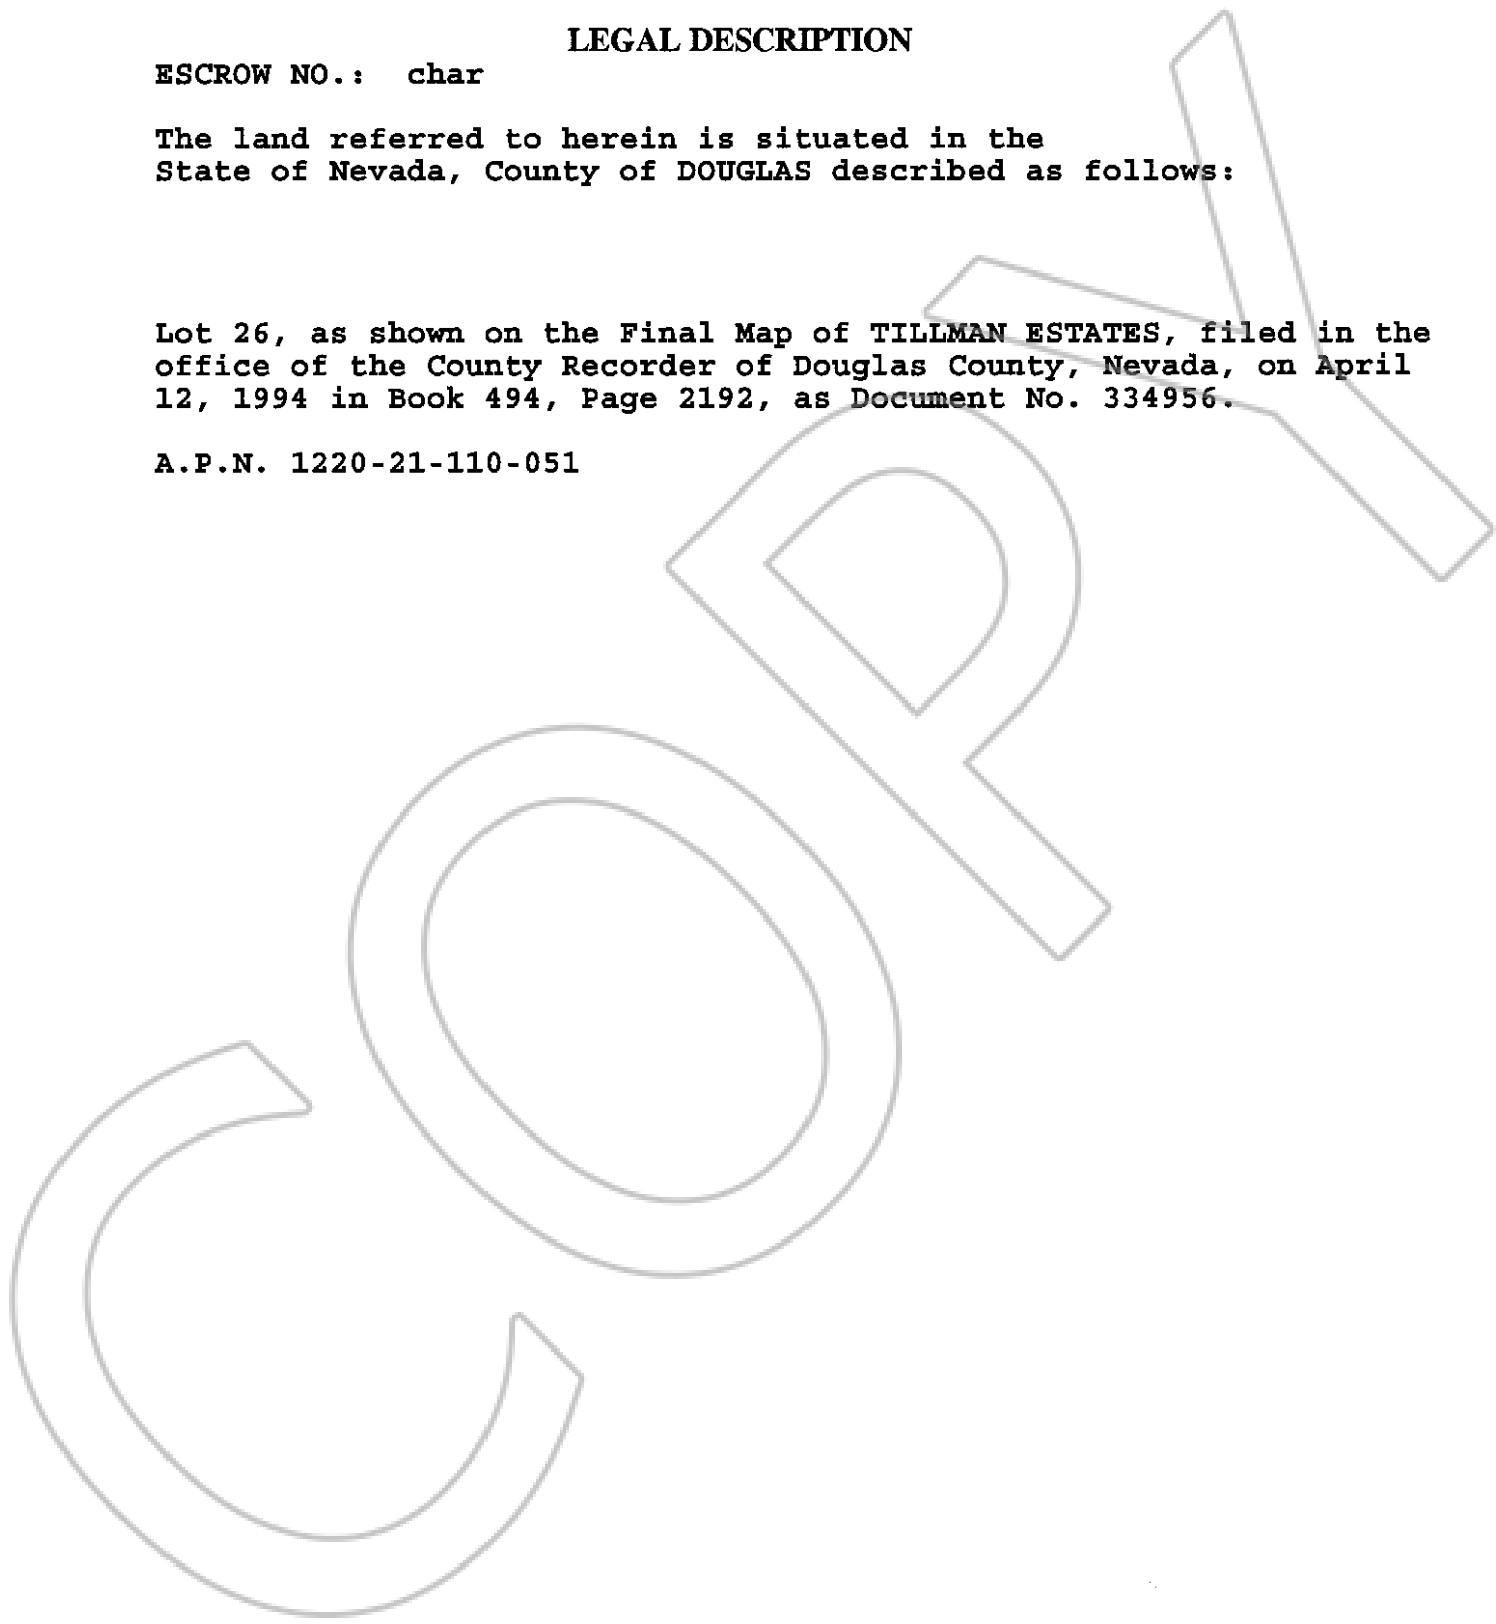 LEGAL DESCRIPTION
ESCROW NO.: char
The land referred to herein is situated in the
State of Nevada, County of DOUGLAS described as follows:
Lot 26, as shown on the Final Map of TILLMAN ESTATES, filed in the
office of the County Recorder of Douglas County, Nevada, on April
12, 1994 in Book 494, Page 2192, as Document No. 334956.
A.P.N. 1220-21-110-051
COPY